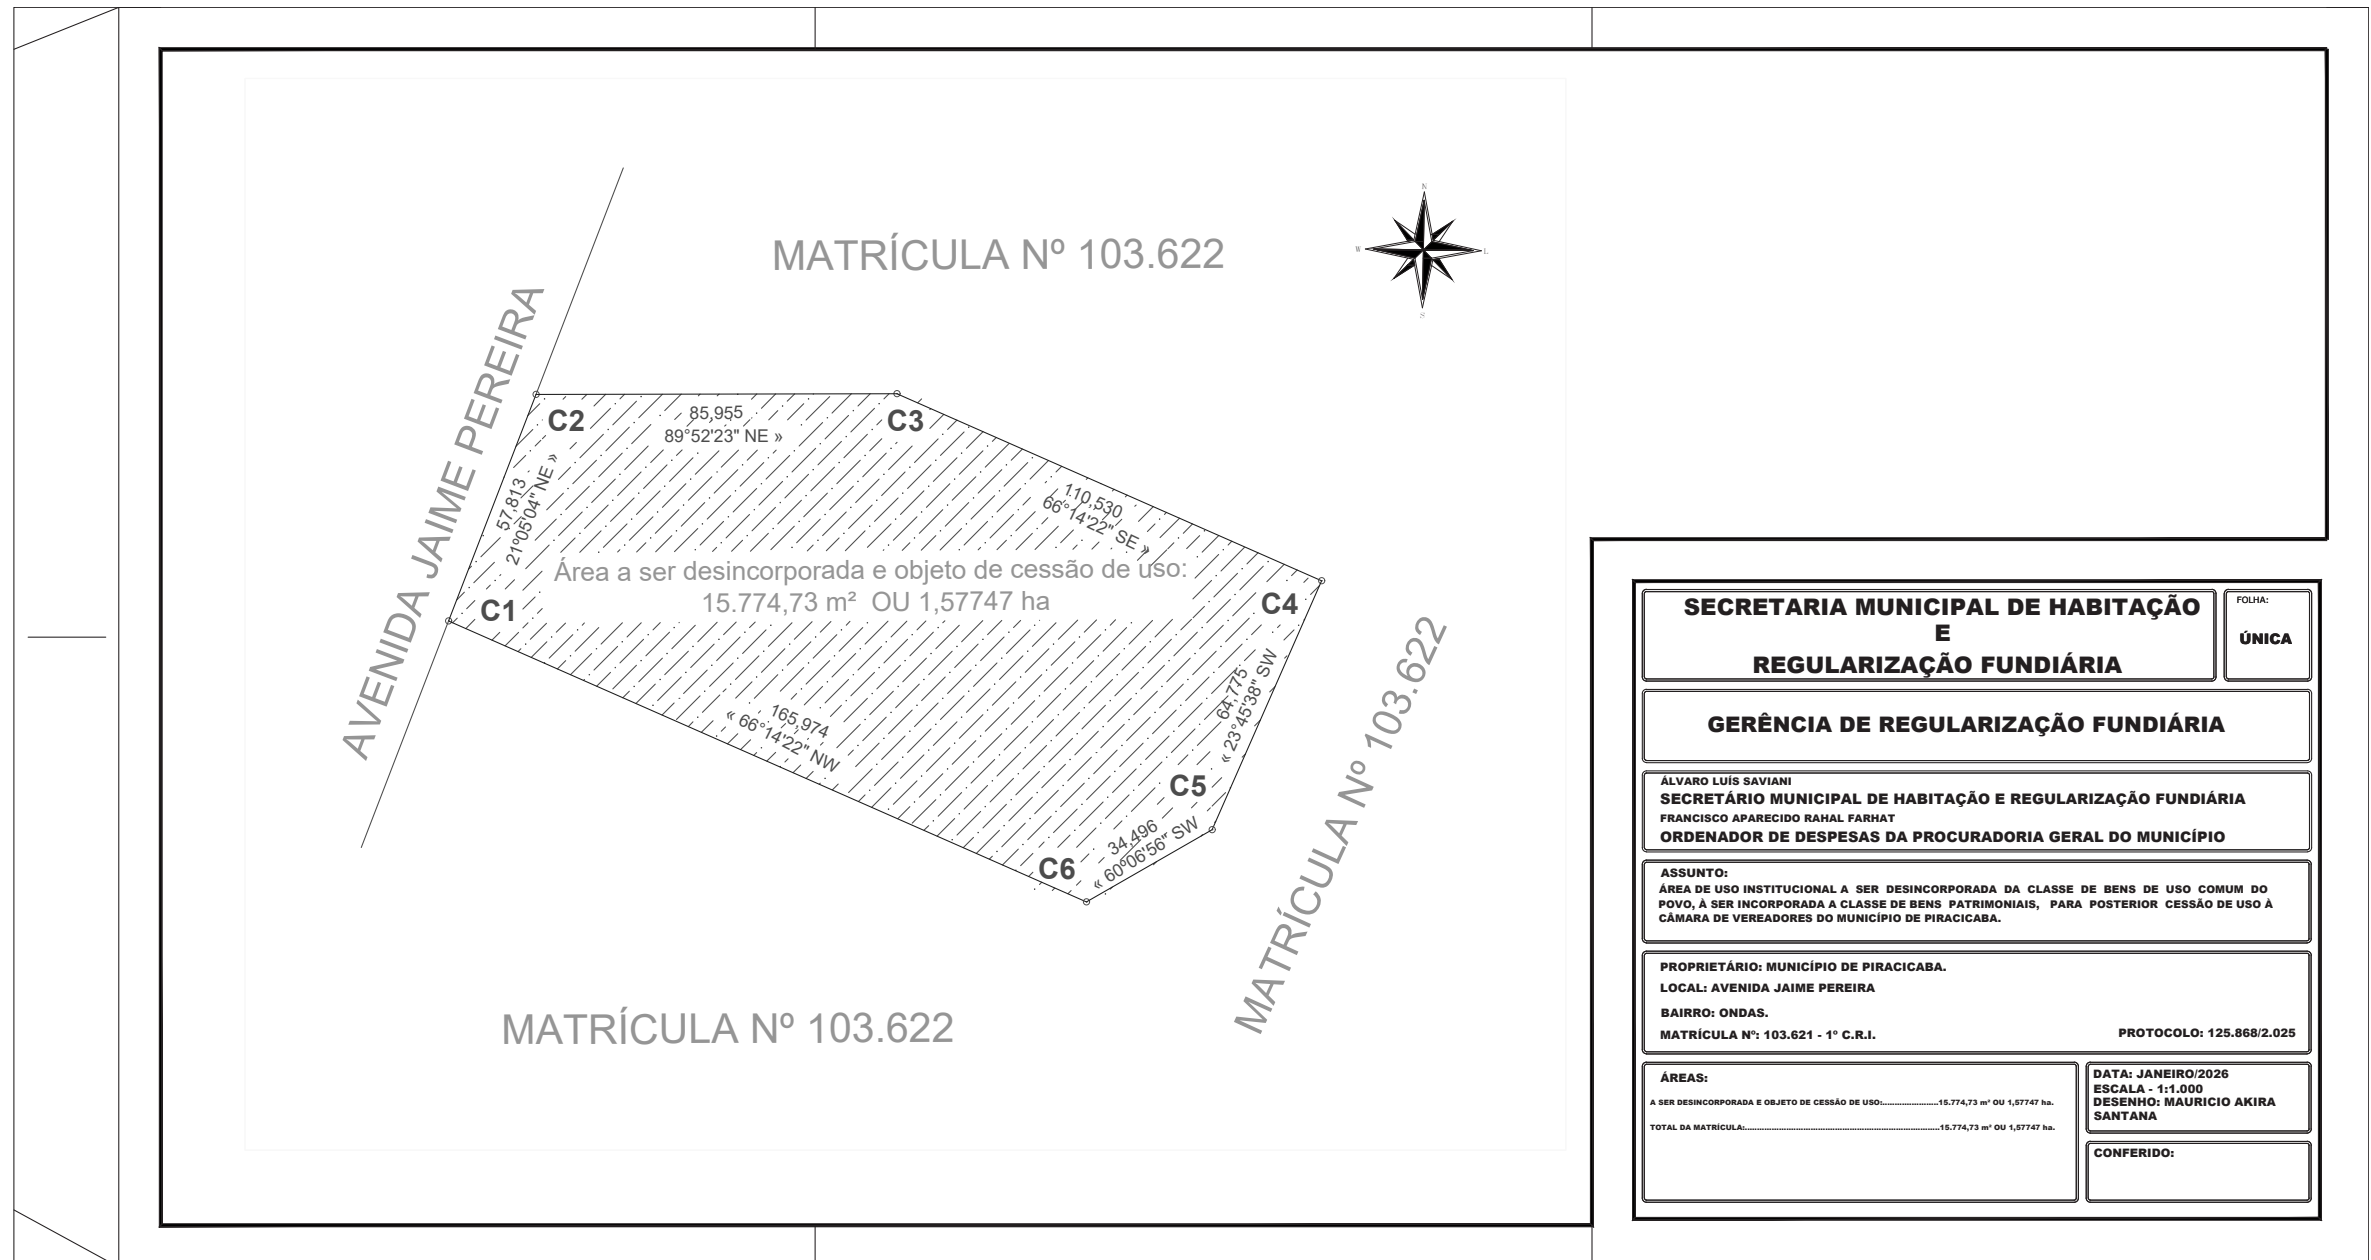 N
W
L
S
MATRÍCULA Nº 103.622
AVENIDA JAIME PEREIRA
C2
85,955
89°52'23" NE »
C3
57,813
21º05'04" NE »
110,530
66°14'22" SE »
Área a ser desincorporada e objeto de cessão de uso:
15.774,73 m² OU 1,57747 ha
C1
C4
165,974
« 66°14'22" NW
64,775
« 23°45'38" SW
C5
34,496
« 60º06'56" SW
C6
MATRÍCULA Nº 103.622
MATRÍCULA Nº 103.622
SECRETARIA MUNICIPAL DE HABITAÇÃO
E
REGULARIZAÇÃO FUNDIÁRIA
FOLHA:
ÚNICA
GERÊNCIA DE REGULARIZAÇÃO FUNDIÁRIA
ÁLVARO LUÍS SAVIANI
SECRETÁRIO MUNICIPAL DE HABITAÇÃO E REGULARIZAÇÃO FUNDIÁRIA
FRANCISCO APARECIDO RAHAL FARHAT
ORDENADOR DE DESPESAS DA PROCURADORIA GERAL DO MUNICÍPIO
ASSUNTO:
ÁREA DE USO INSTITUCIONAL A SER DESINCORPORADA DA CLASSE DE BENS DE USO COMUM DO
POVO, À SER INCORPORADA A CLASSE DE BENS PATRIMONIAIS, PARA POSTERIOR CESSÃO DE USO À
CÂMARA DE VEREADORES DO MUNICÍPIO DE PIRACICABA.
PROPRIETÁRIO: MUNICÍPIO DE PIRACICABA.
LOCAL: AVENIDA JAIME PEREIRA
BAIRRO: ONDAS.
MATRÍCULA Nº: 103.621 - 1º C.R.I.
PROTOCOLO: 125.868/2.025
ÁREAS:
A SER DESINCORPORADA E OBJETO DE CESSÃO DE USO:.......................15.774,73 m² OU 1,57747 ha.
TOTAL DA MATRÍCULA:................................................................................15.774,73 m² OU 1,57747 ha.
DATA: JANEIRO/2026
ESCALA - 1:1.000
DESENHO: MAURICIO AKIRA
SANTANA
CONFERIDO: